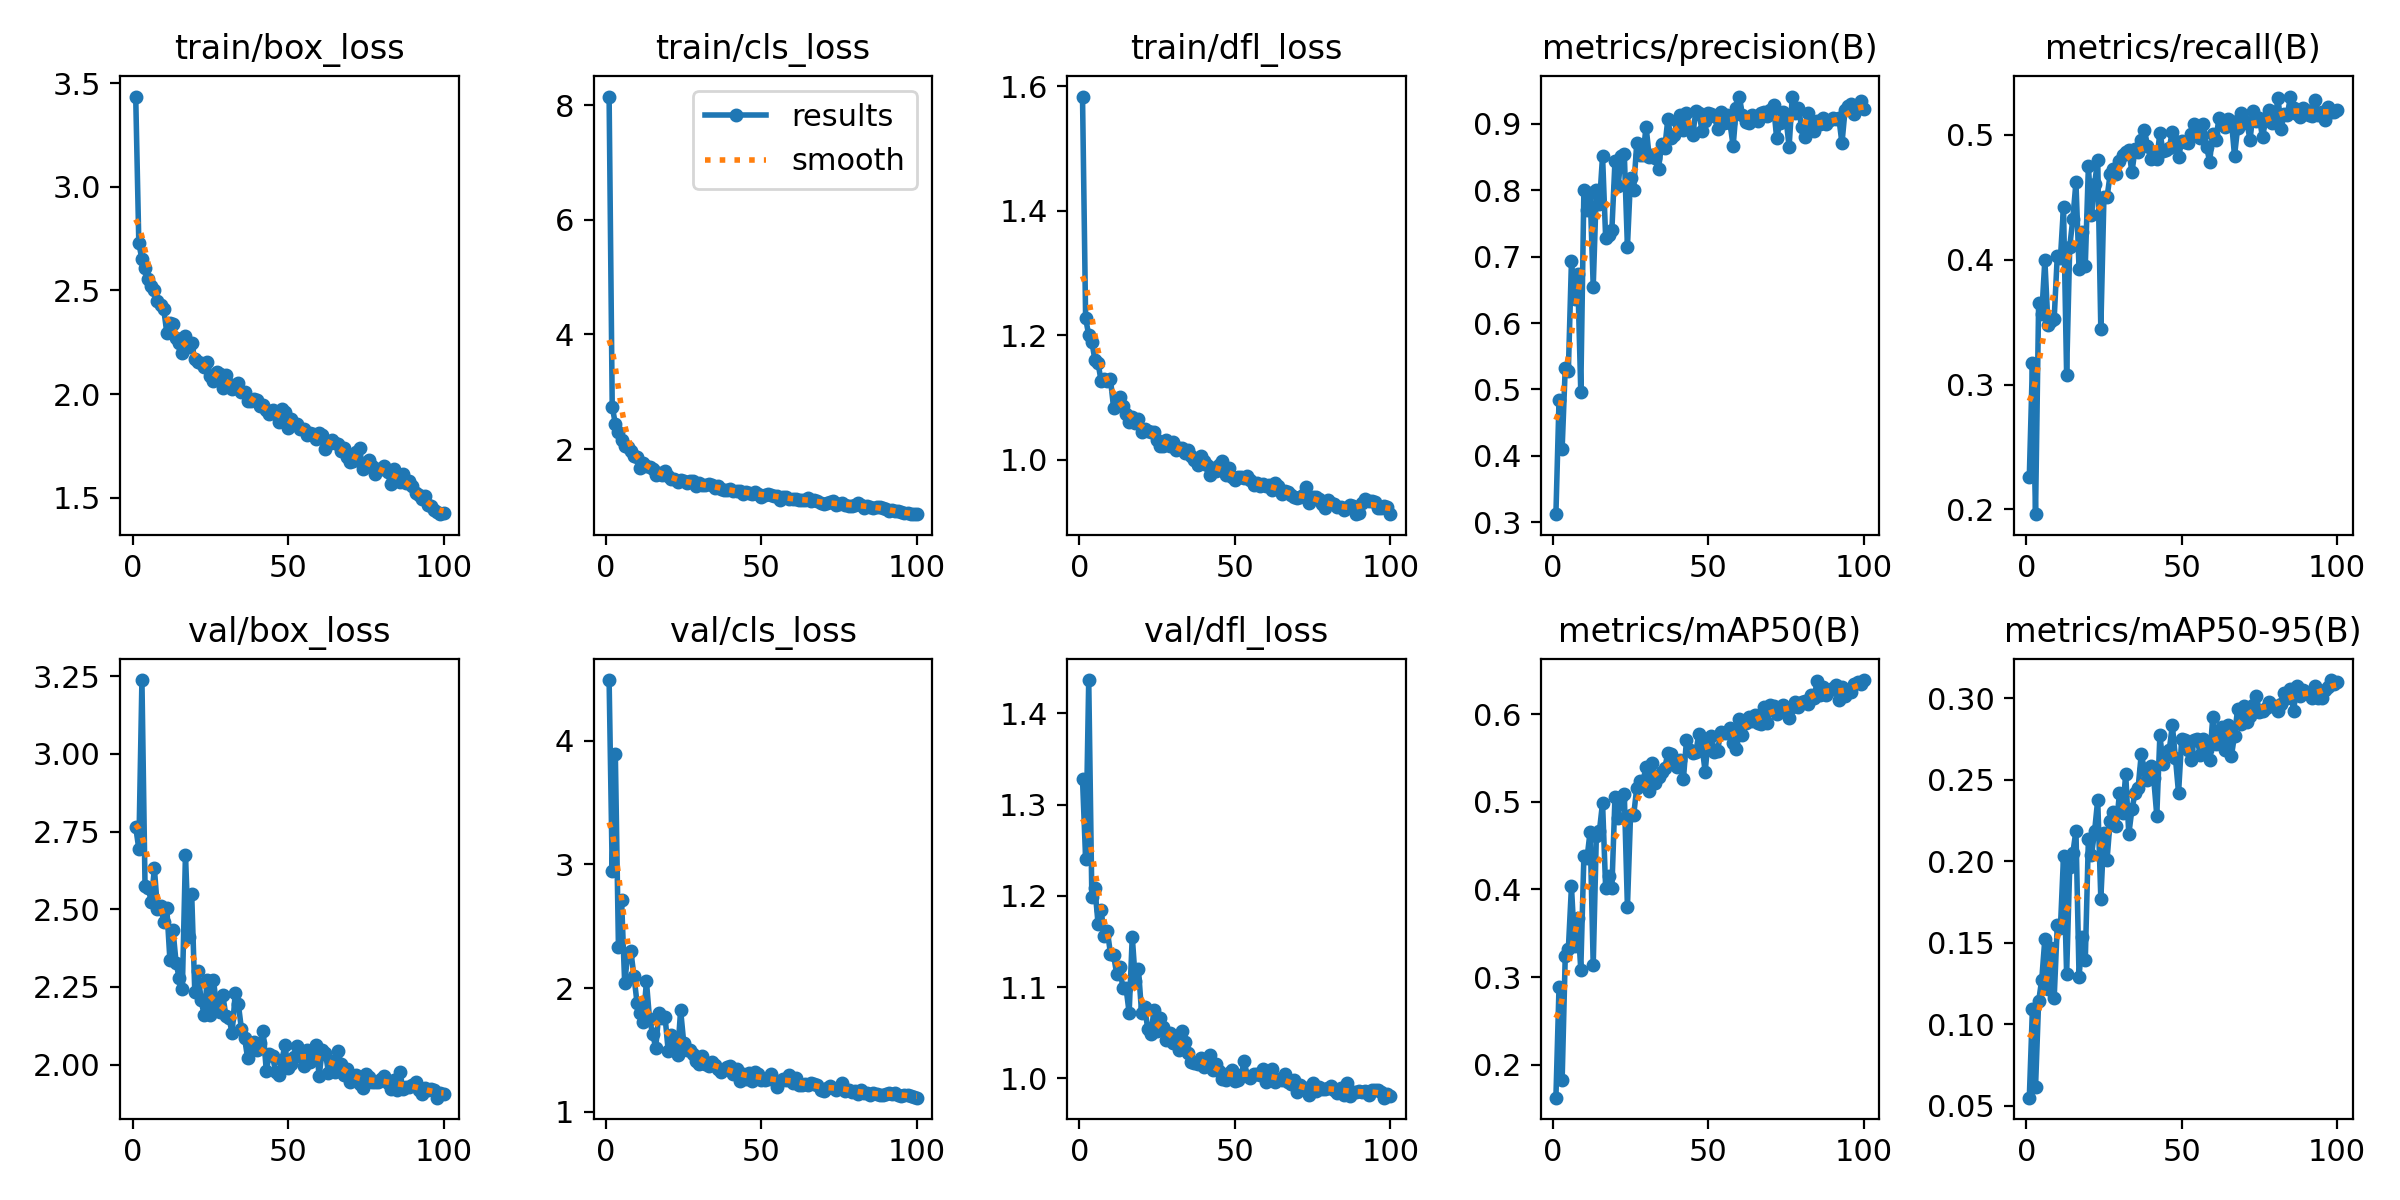 train/box_loss
3.5
3.0
2.5
2.0
1.5
0 50 100
train/cls_loss
results
smooth
8
6
4
2
0 50 100
train/dfl_loss
1.6
1.4
1.2
1.0
0 50 100
metrics/precision(B)
0.9
0.8
0.7
0.6
0.5
0.4
0.3
0 50 100
metrics/recall(B)
0.5
0.4
0.3
0.2
0 50 100
val/box_loss
3.25
3.00
2.75
2.50
2.25
2.00
0 50 100
val/cls_loss
4
3
2
1
0 50 100
val/dfl_loss
1.4
1.3
1.2
1.1
1.0
0 50 100
metrics/mAP50(B)
0.6
0.5
0.4
0.3
0.2
0 50 100
metrics/mAP50-95(B)
0.30
0.25
0.20
0.15
0.10
0.05
0 50 100